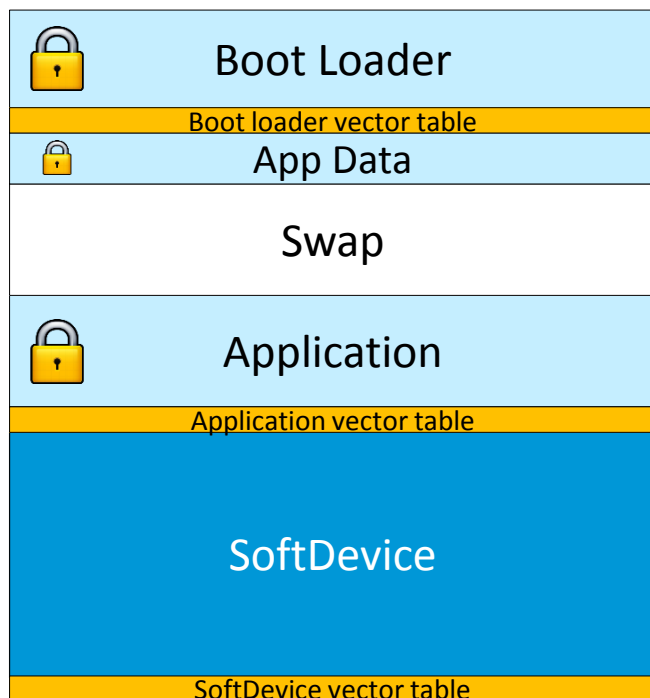 Boot Loader
Boot loader vector table
App Data
Swap
Application
Application vector table
SoftDevice
SoftDevice vector table